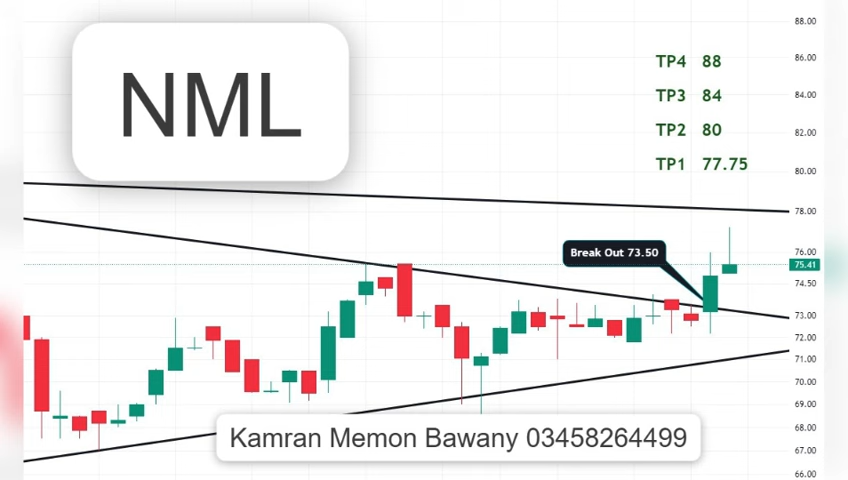 NML
TP4 88
TP3 84
TP2 80
TP1 77.75
Break Out 73.50
Kamran Memon Bawany 03458264499
88.00
86.00
84.00
82.00
80.00
78.00
76.00
75.41
74.50
73.00
72.00
71.00
70.00
69.00
68.00
67.00
66.00